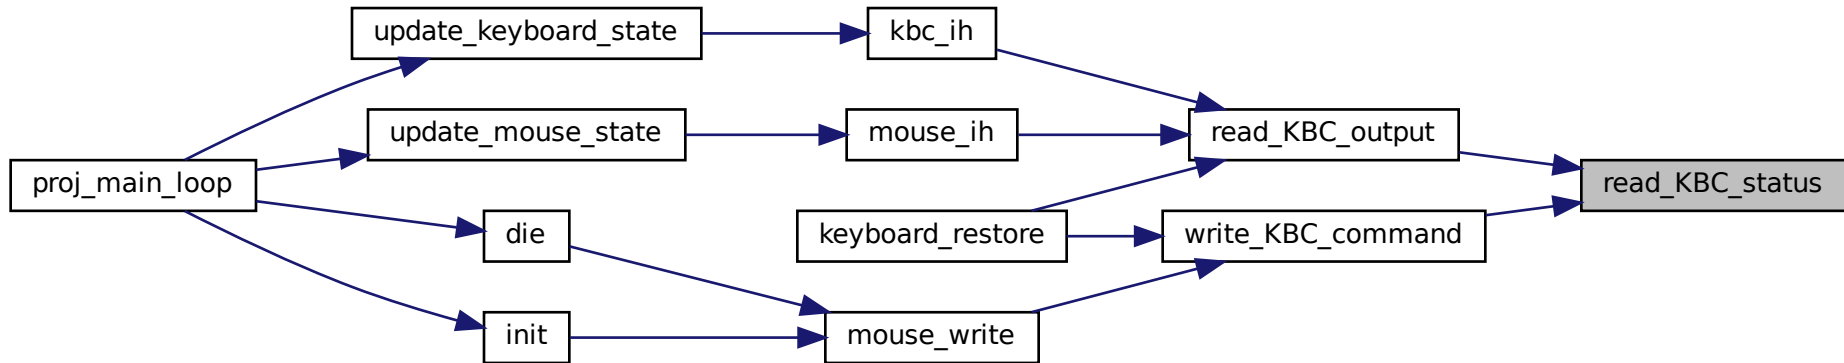 update_keyboard_state
kbc_ih
update_mouse_state
mouse_ih
read_KBC_output
proj_main_loop
read_KBC_status
die
keyboard_restore
write_KBC_command
init
mouse_write